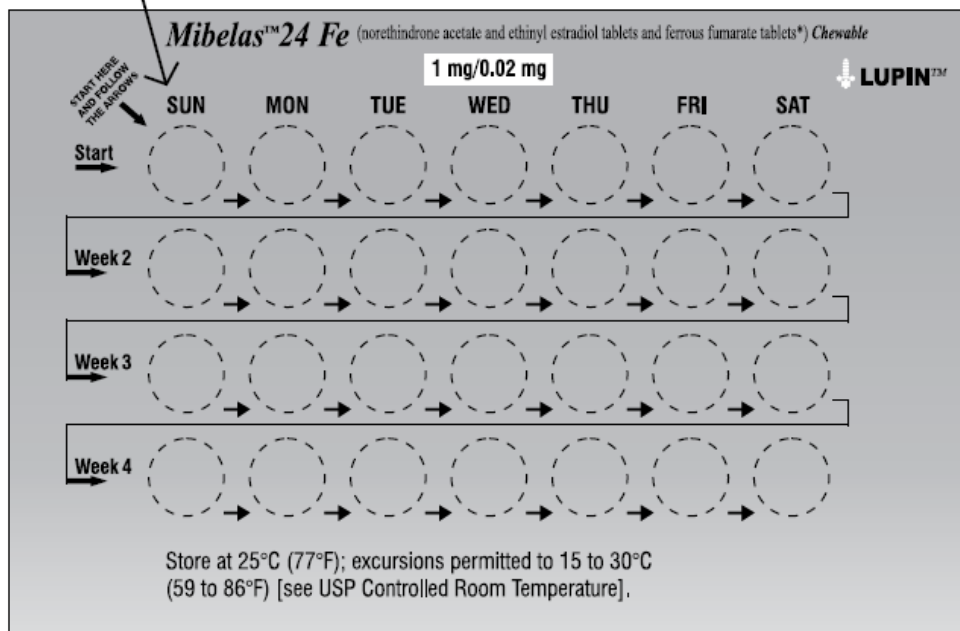 Mibelas™ 24 Fe (norethindrone acetate and ethinyl estradiol tablets and ferrous fumarate tablets*) Chewable
1 mg/0.02 mg
LUPIN™
START HERE
AND FOLLOW
THE ARROWS
SUN MON TUE WED THU FRI SAT
Start
Week 2
Week 3
Week 4
Store at 25°C (77°F); excursions permitted to 15 to 30°C
(59 to 86°F) [see USP Controlled Room Temperature].